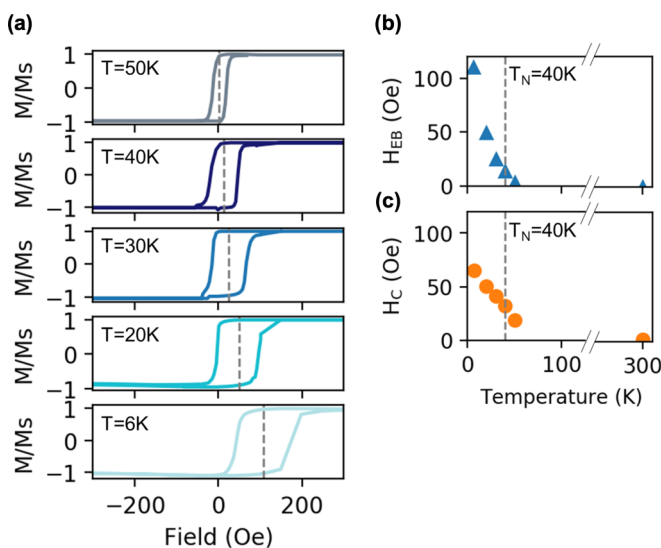 (a)
M/Ms
1
0
−1
T=50K
M/Ms
1
0
−1
T=40K
M/Ms
1
0
−1
T=30K
M/Ms
1
0
−1
T=20K
M/Ms
1
0
−1
T=6K
−200 0 200
Field (Oe)
(b)
H_EB (Oe)
100
50
0
T_N=40K
(c)
H_C (Oe)
100
50
0
T_N=40K
0 100 300
Temperature (K)